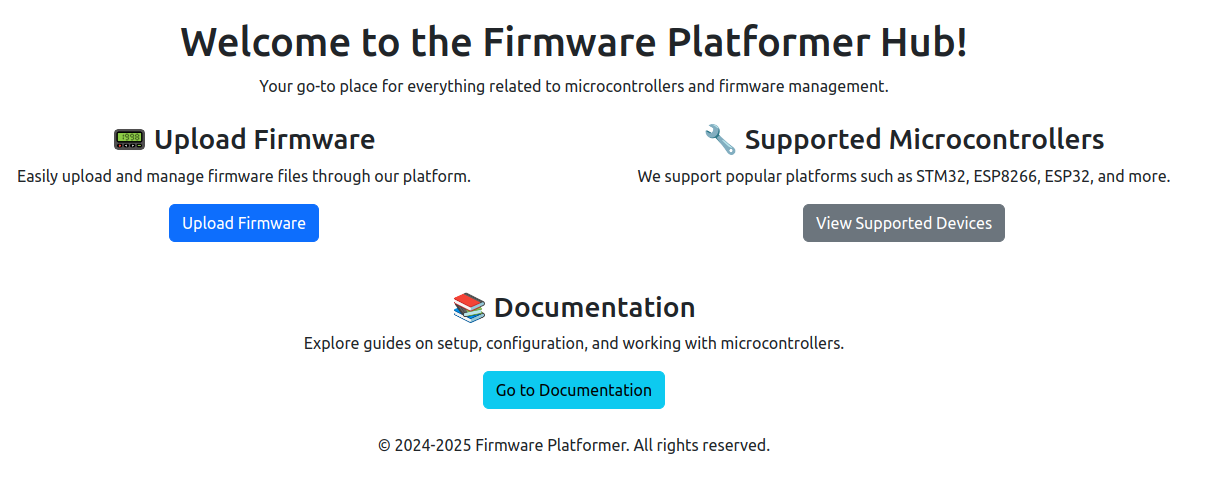 Welcome to the Firmware Platformer Hub!
Your go-to place for everything related to microcontrollers and firmware management.
📟 Upload Firmware
Easily upload and manage firmware files through our platform.
Upload Firmware
🔧 Supported Microcontrollers
We support popular platforms such as STM32, ESP8266, ESP32, and more.
View Supported Devices
📚 Documentation
Explore guides on setup, configuration, and working with microcontrollers.
Go to Documentation
© 2024-2025 Firmware Platformer. All rights reserved.